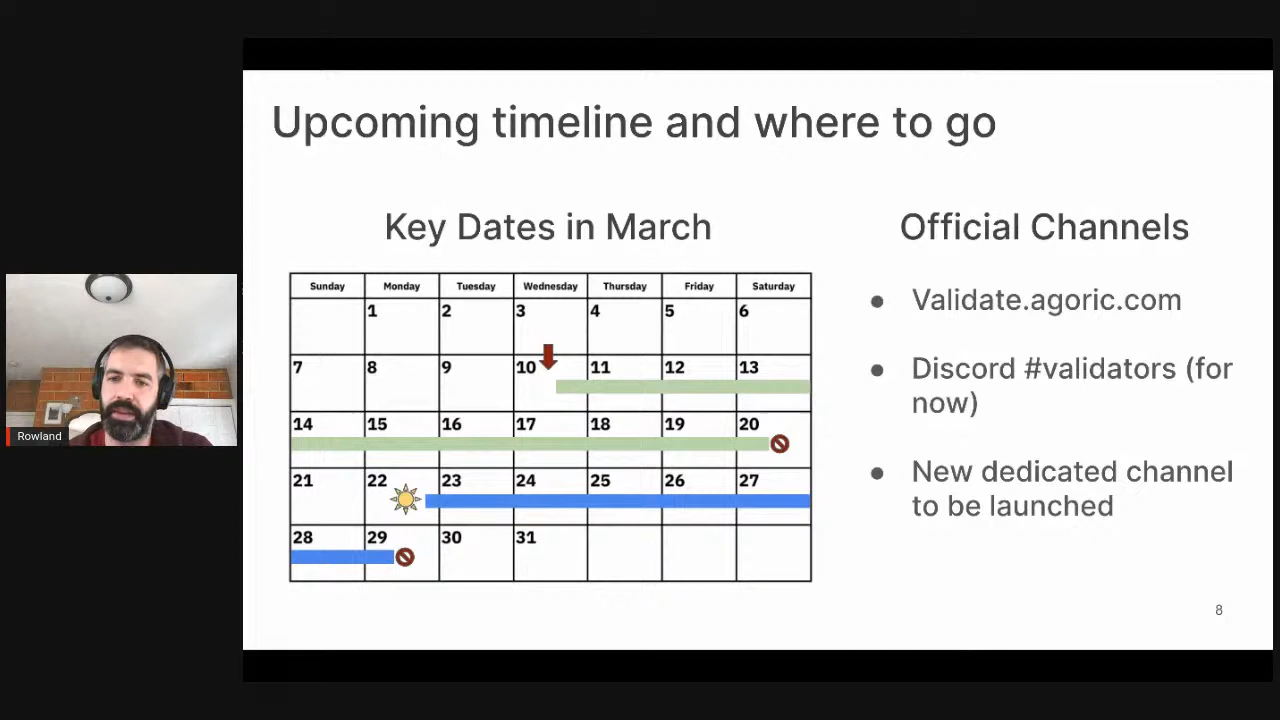 Upcoming timeline and where to go
Key Dates in March
Sunday Monday Tuesday Wednesday Thursday Friday Saturday
1 2 3 4 5 6
7 8 9 10 11 12 13
14 15 16 17 18 19 20
21 22 23 24 25 26 27
28 29 30 31
Official Channels
● Validate.agoric.com
● Discord #validators (for
now)
● New dedicated channel
to be launched
8
Rowland